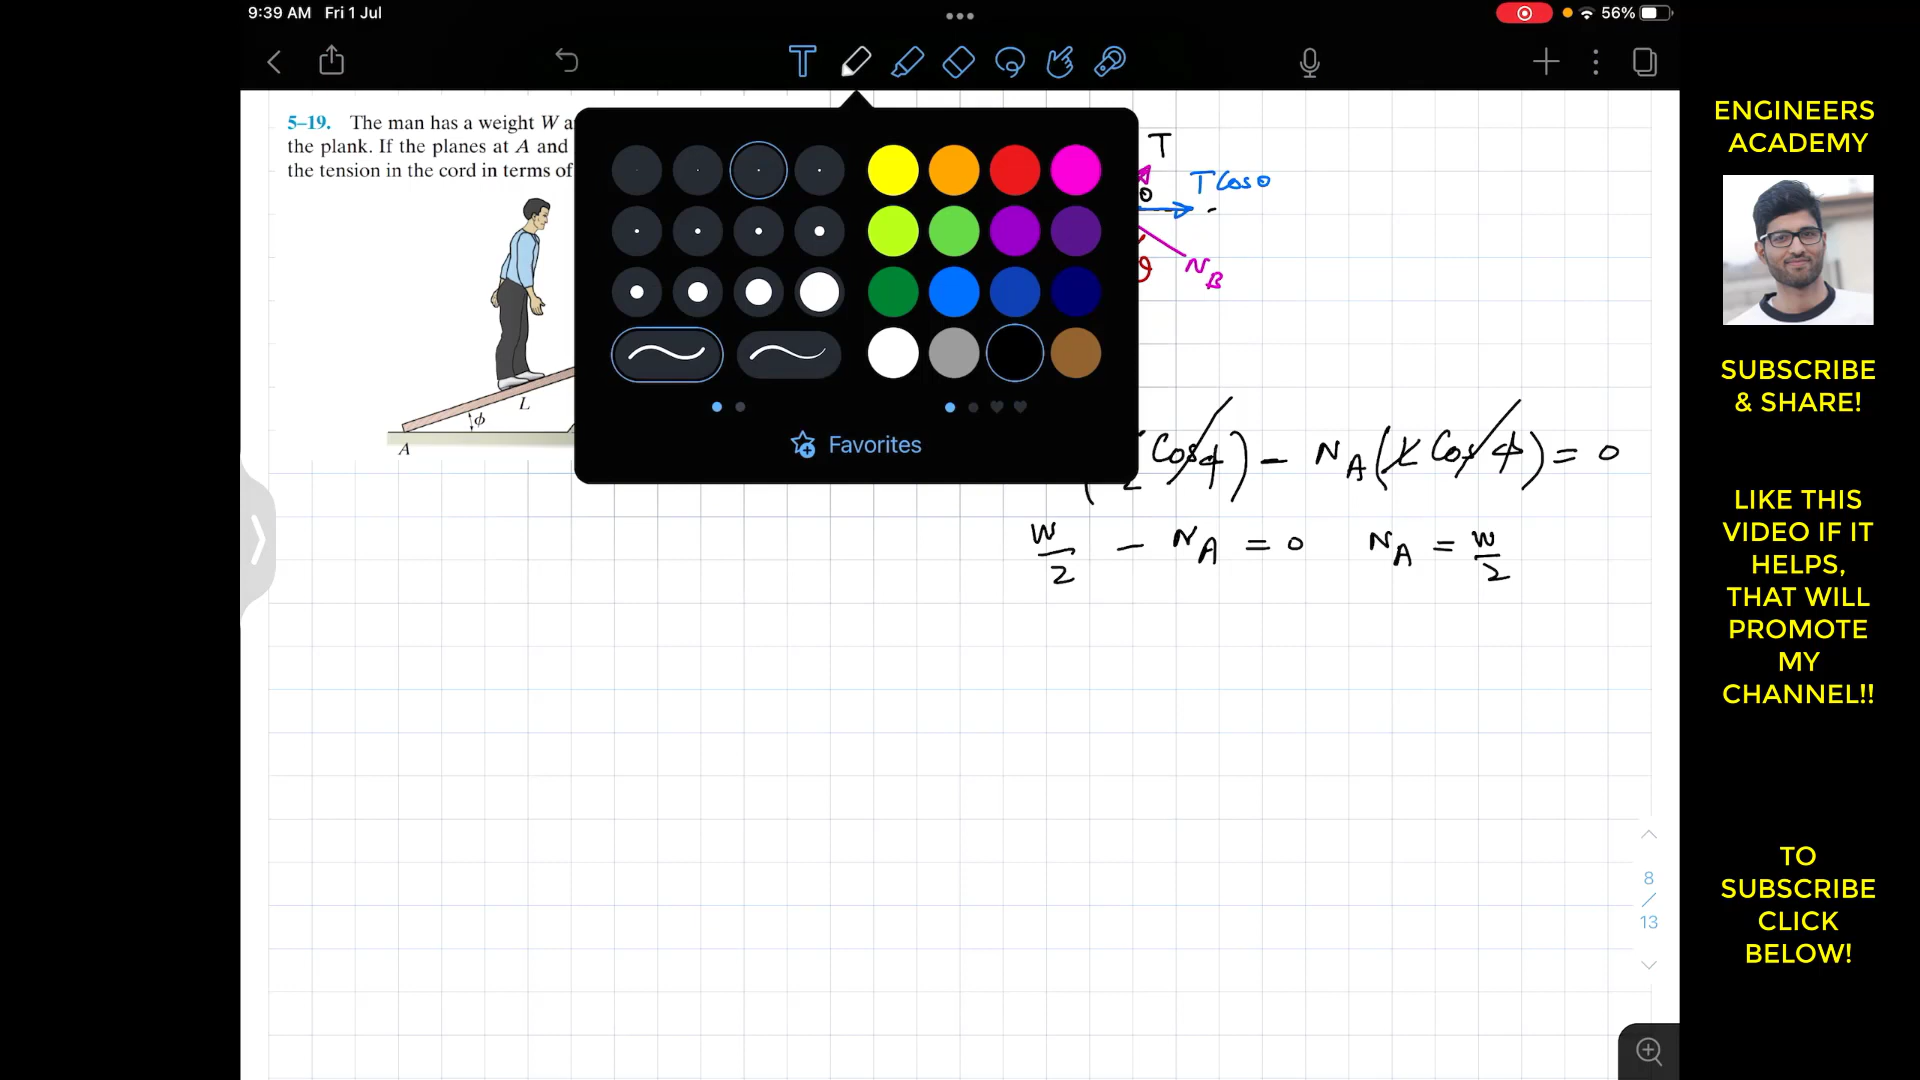 9:39 AM Fri 1 Jul
56%
5–19. The man has a weight W a
the plank. If the planes at A and
the tension in the cord in terms of
L
ϕ
A
Favorites
T
T Cos θ
θ
θ
N_B
Cos ϕ) – N_A (L Cos ϕ) = 0
W/2 – N_A = 0 N_A = W/2
8
/
13
ENGINEERS
ACADEMY
SUBSCRIBE
& SHARE!
LIKE THIS
VIDEO IF IT
HELPS,
THAT WILL
PROMOTE
MY
CHANNEL!!
TO
SUBSCRIBE
CLICK
BELOW!